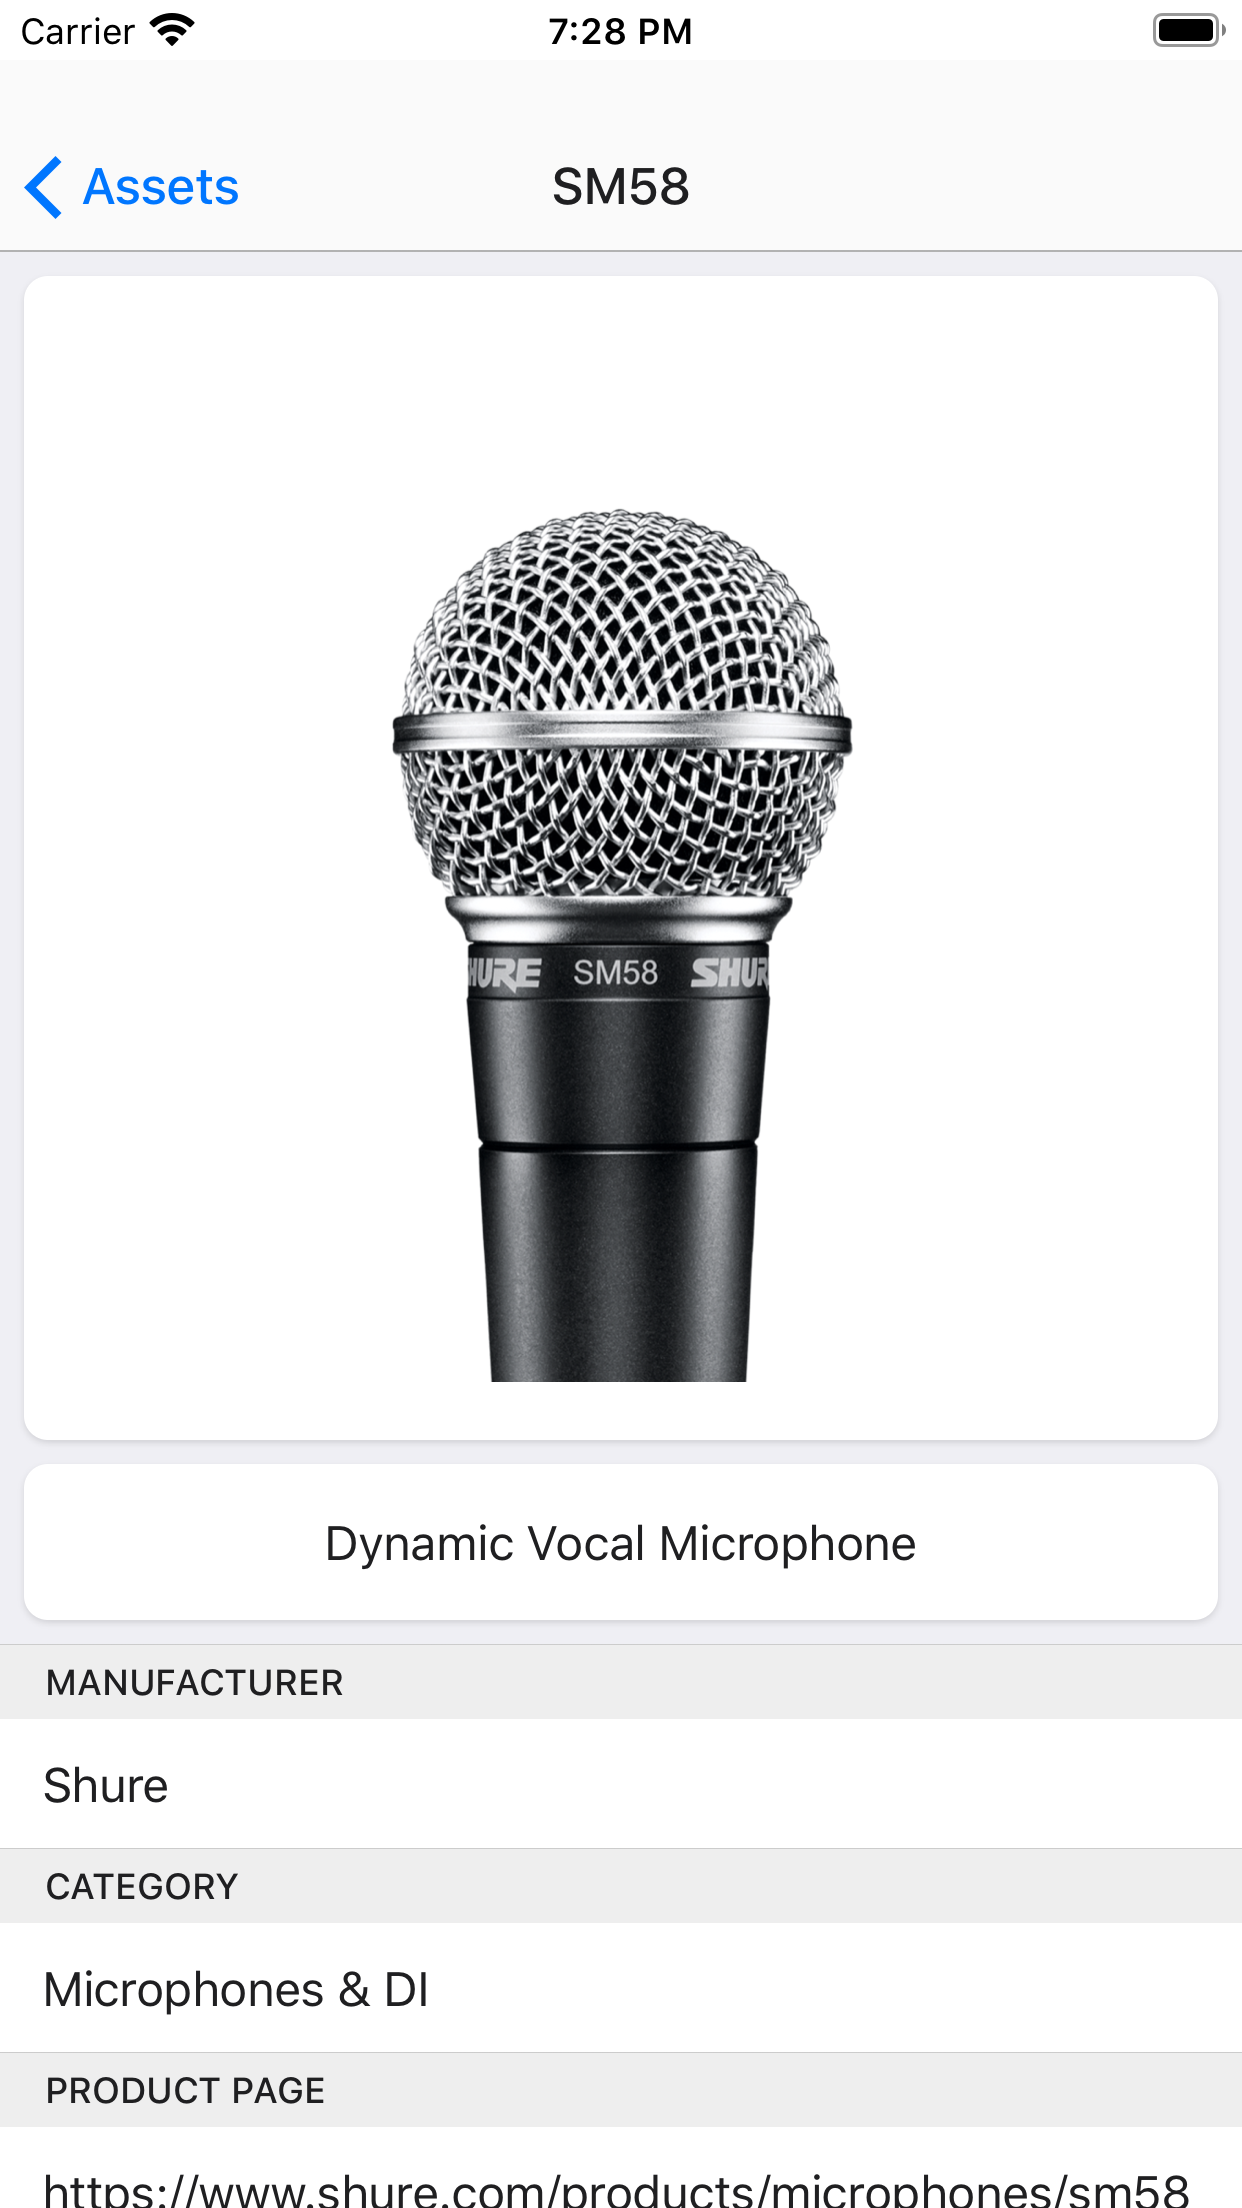 Carrier 7:28 PM
Assets SM58
HURE SM58 SHUR
Dynamic Vocal Microphone
MANUFACTURER
Shure
CATEGORY
Microphones & DI
PRODUCT PAGE
https://www.shure.com/products/microphones/sm58